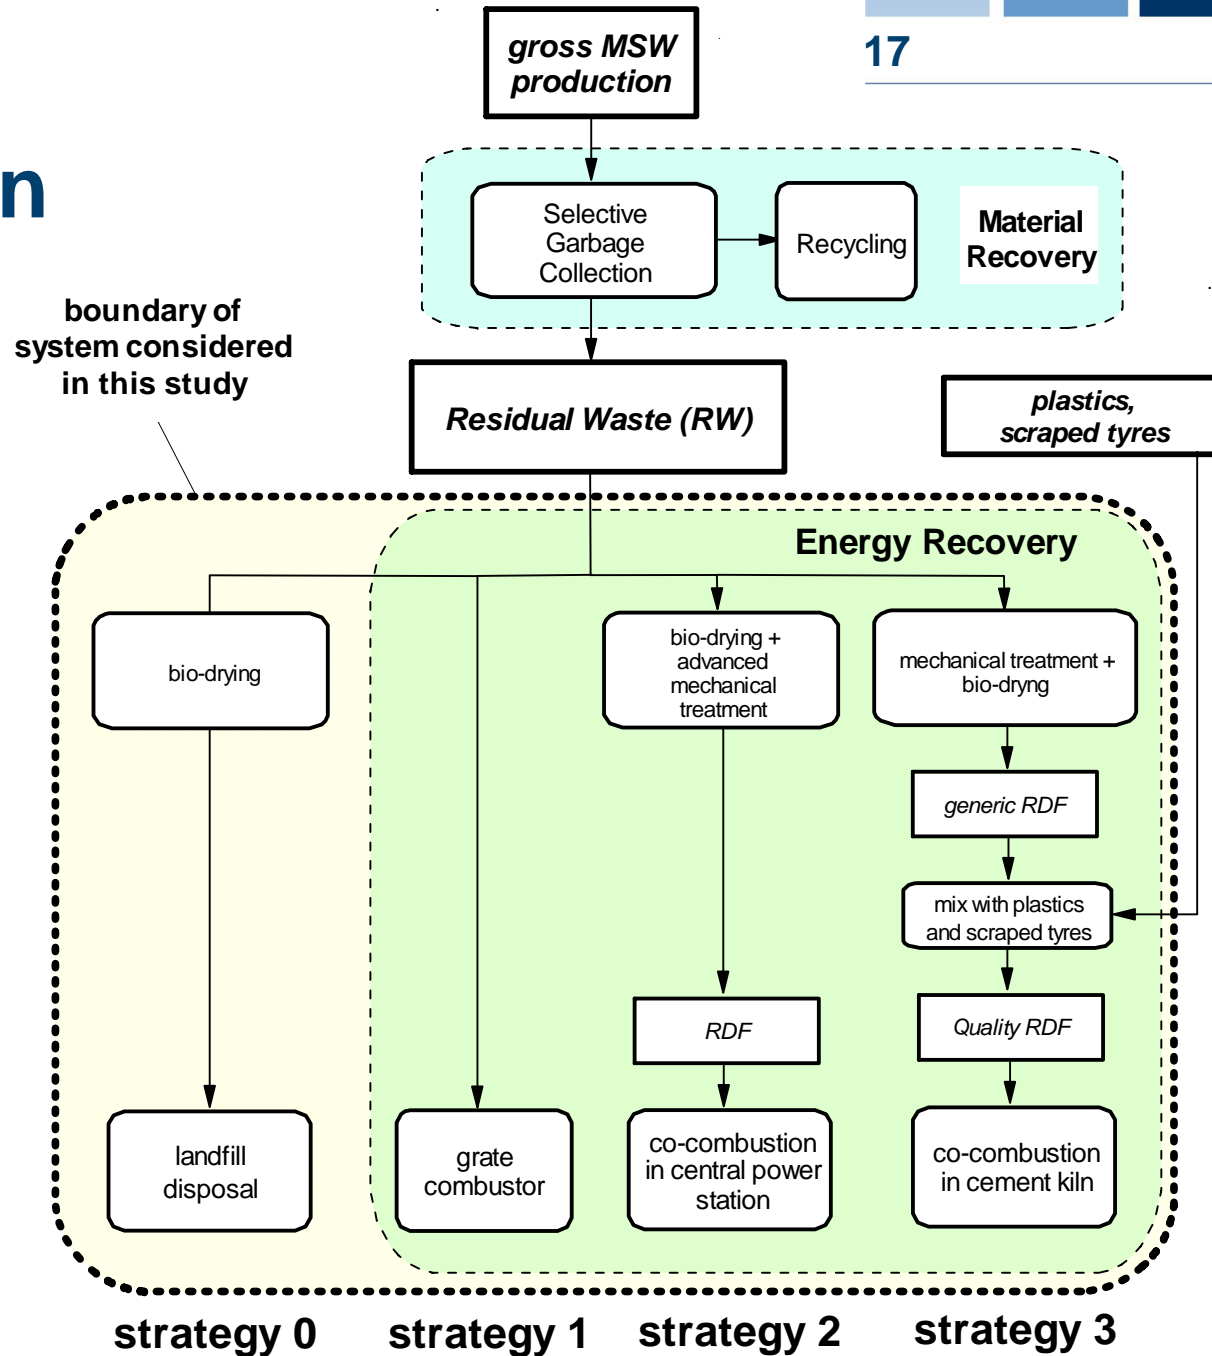 17
n
gross MSW
production
Selective
Garbage
Collection
Recycling
Material
Recovery
boundary of
system considered
in this study
Residual Waste (RW)
plastics,
scraped tyres
Energy Recovery
bio-drying
bio-drying +
advanced
mechanical
treatment
mechanical treatment +
bio-dryng
generic RDF
mix with plastics
and scraped tyres
RDF
Quality RDF
landfill
disposal
grate
combustor
co-combustion
in central power
station
co-combustion
in cement kiln
strategy 0
strategy 1
strategy 2
strategy 3